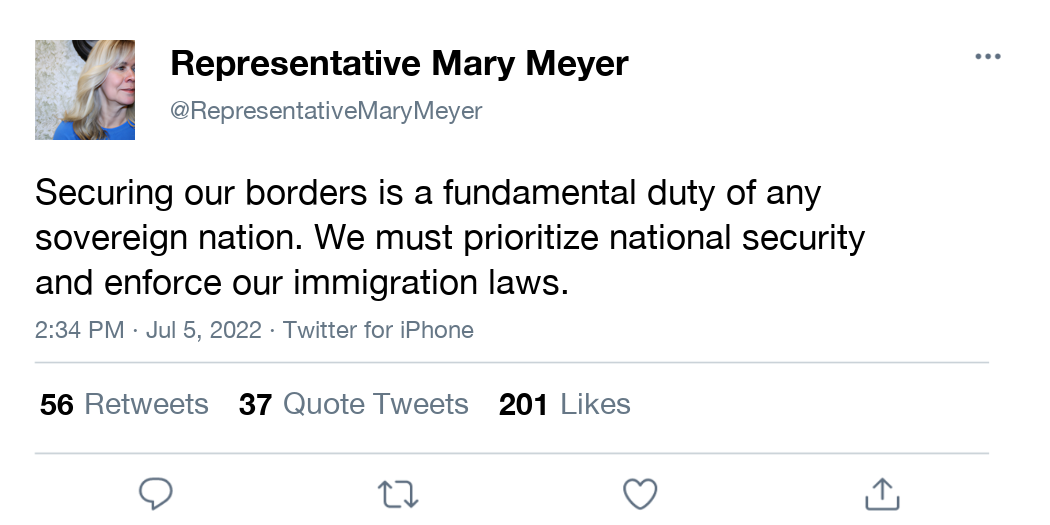 Representative Mary Meyer
@RepresentativeMaryMeyer
Securing our borders is a fundamental duty of any
sovereign nation. We must prioritize national security
and enforce our immigration laws.
2:34 PM · Jul 5, 2022 · Twitter for iPhone
56 Retweets 37 Quote Tweets 201 Likes